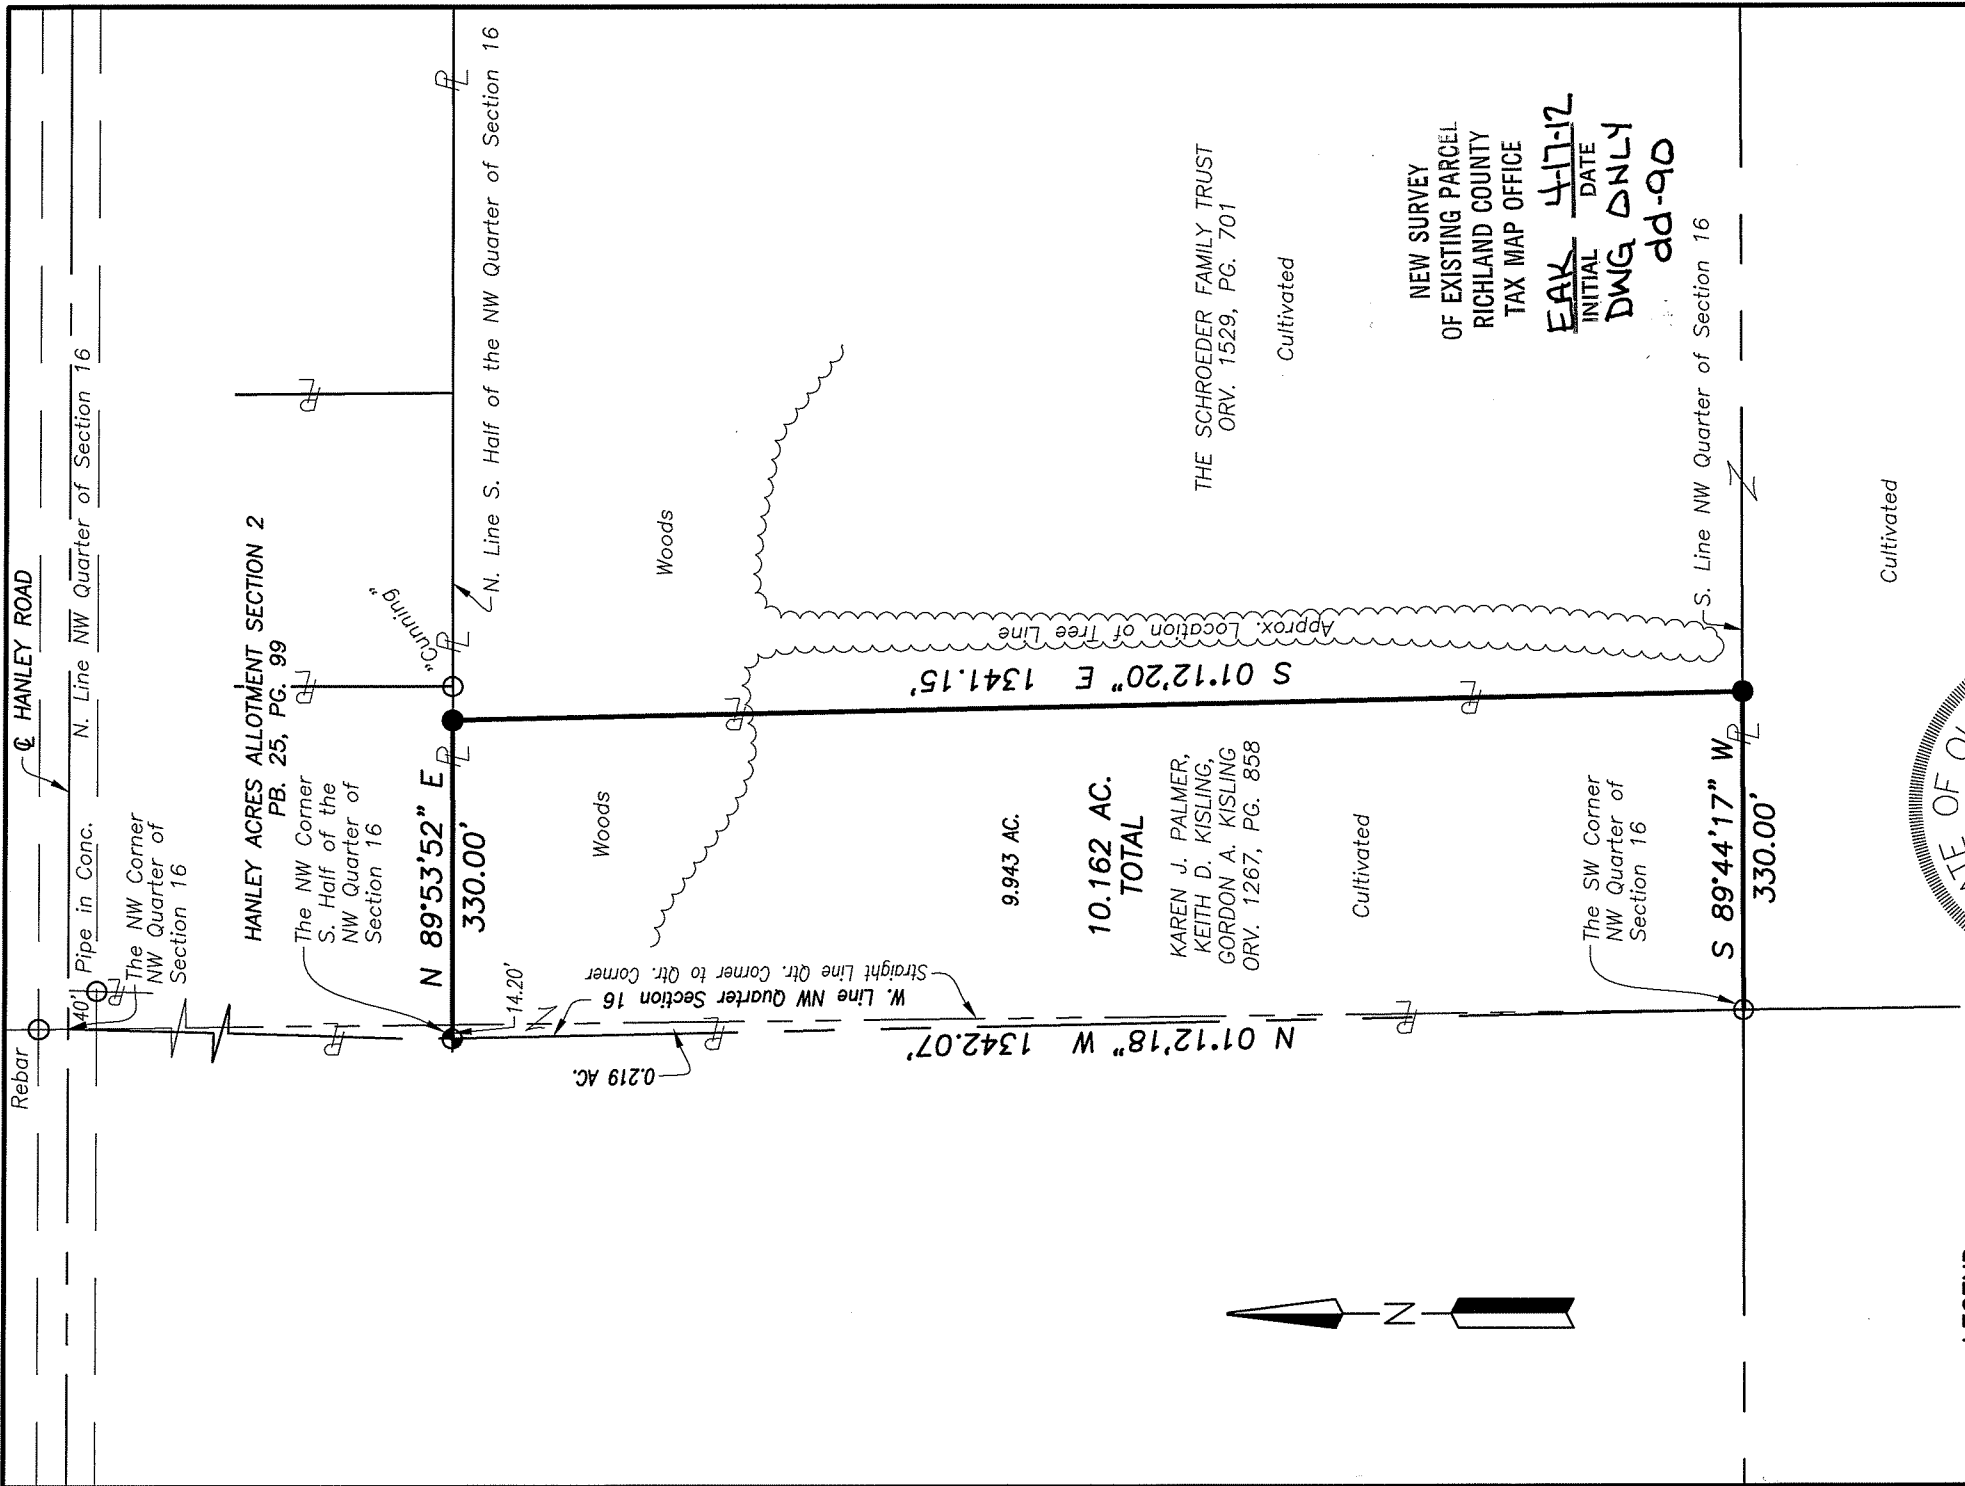 Rebar
℄ HANLEY ROAD
40'
Pipe in Conc.
N. Line NW Quarter of Section 16
The NW Corner
NW Quarter of
Section 16
HANLEY ACRES ALLOTMENT SECTION 2
PB. 25, PG. 99
The NW Corner
S. Half of the
NW Quarter of
Section 16
"Cunning"
N 89°53'52" E
330.00'
N. Line S. Half of the NW Quarter of Section 16
14.20'
0.219 AC.
W. Line NW Quarter Section 16
Straight Line Qtr. Corner to Qtr. Corner
N 01°12'18" W 1342.07'
Woods
Woods
S 01°12'20" E 1341.15'
Approx. Location of Tree Line
9.943 AC.
10.162 AC.
TOTAL
KAREN J. PALMER,
KEITH D. KISLING,
GORDON A. KISLING
ORV. 1267, PG. 858
Cultivated
THE SCHROEDER FAMILY TRUST
ORV. 1529, PG. 701
Cultivated
NEW SURVEY
OF EXISTING PARCEL
RICHLAND COUNTY
TAX MAP OFFICE
EAK 4-17-12
INITIAL DATE
DWG ONLY
dd-90
The SW Corner
NW Quarter of
Section 16
S 89°44'17" W
330.00'
S. Line NW Quarter of Section 16
Cultivated
N